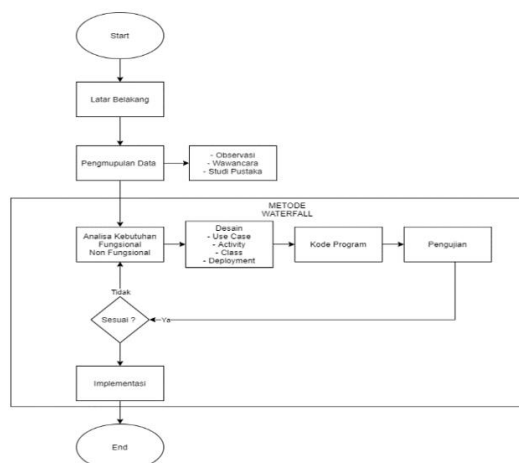 Start
Latar Belakang
Pengmupulan Data
- Observasi
- Wawancara
- Studi Pustaka
METODE
WATERFALL
Analisa Kebutuhan
Fungsional
Non Fungsional
Desain
- Use Case
- Activity
- Class
- Deployment
Kode Program
Pengujian
Tidak
Sesuai ?
Ya
Implementasi
End